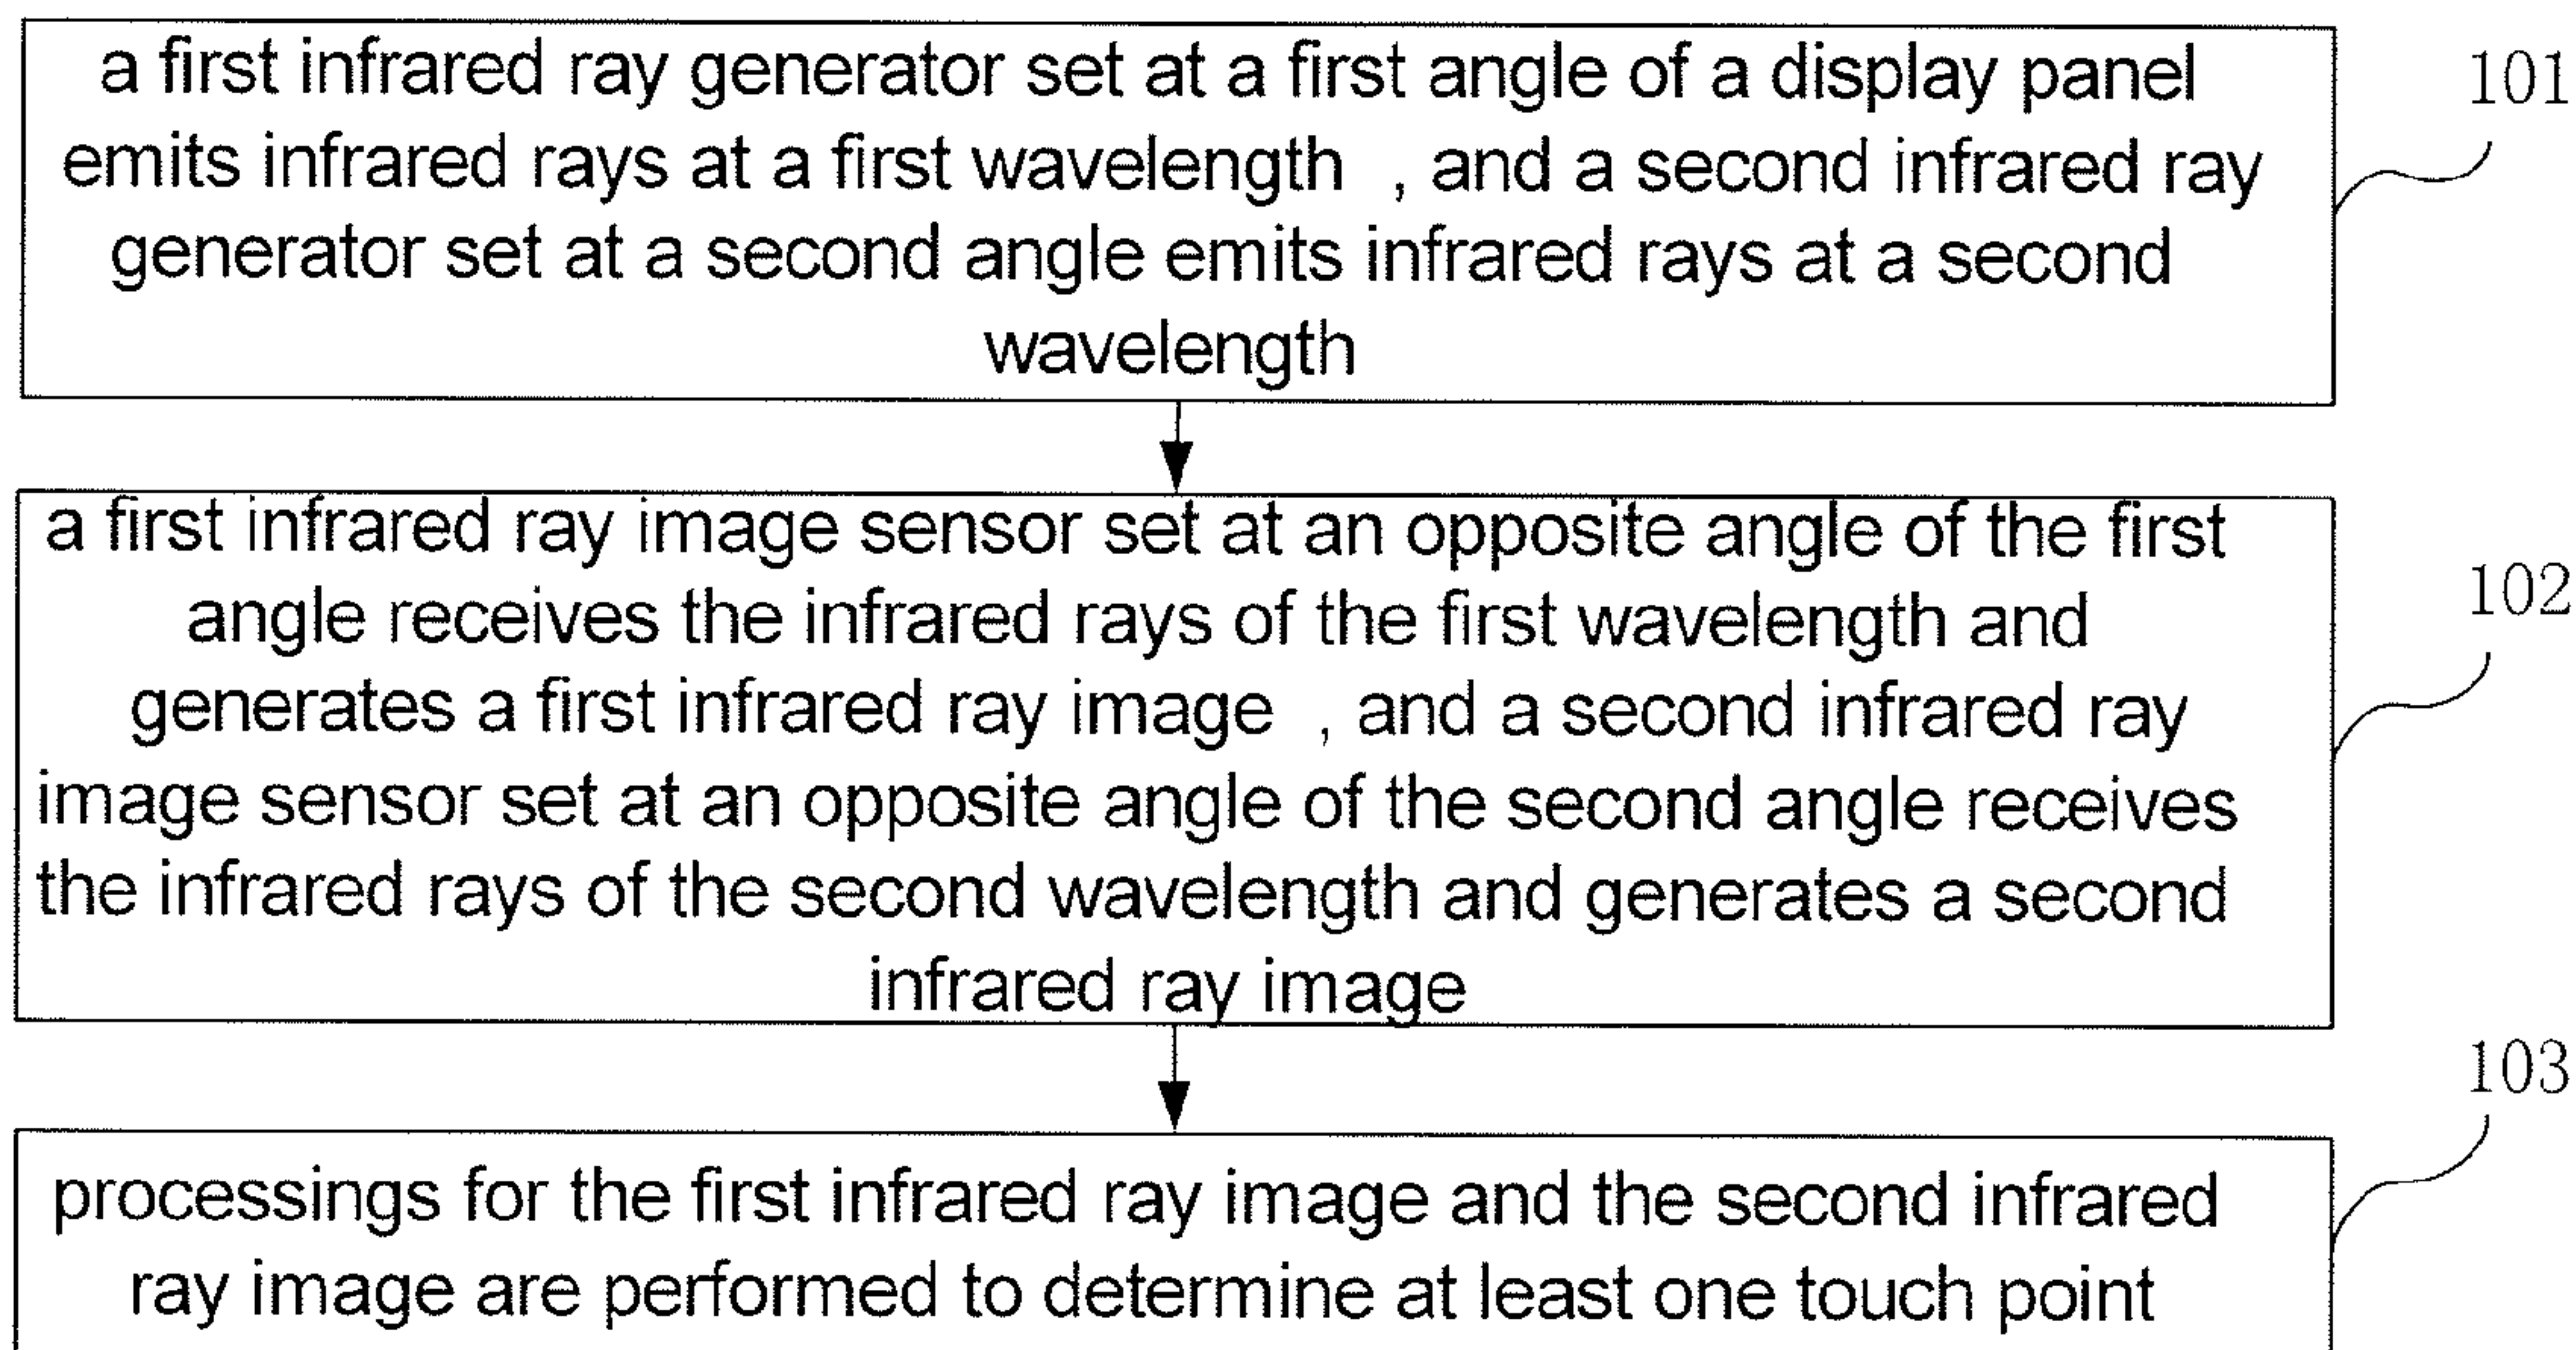 a first infrared ray generator set at a first angle of a display panel
emits infrared rays at a first wavelength , and a second infrared ray
generator set at a second angle emits infrared rays at a second
wavelength
101
a first infrared ray image sensor set at an opposite angle of the first
angle receives the infrared rays of the first wavelength and
generates a first infrared ray image , and a second infrared ray
image sensor set at an opposite angle of the second angle receives
the infrared rays of the second wavelength and generates a second
infrared ray image
102
processings for the first infrared ray image and the second infrared
ray image are performed to determine at least one touch point
103